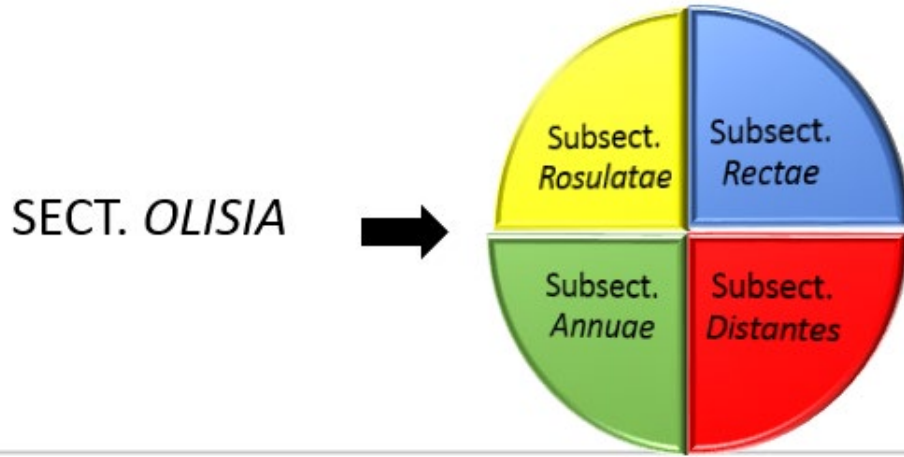 SECT. OLISIA
Subsect.
Rosulatae
Subsect.
Rectae
Subsect.
Annuae
Subsect.
Distantes